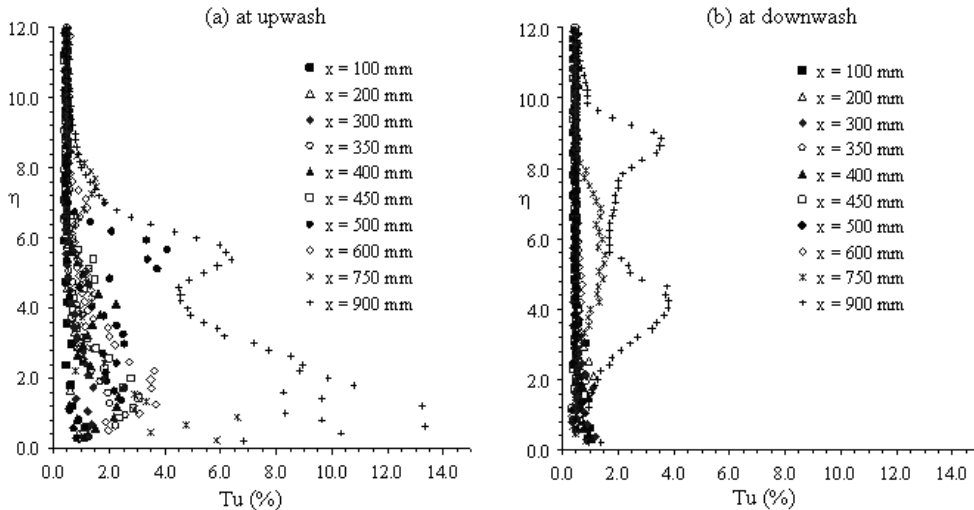 (a) at upwash
12.0
10.0
8.0
η
6.0
4.0
2.0
0.0
x = 100 mm
x = 200 mm
x = 300 mm
x = 350 mm
x = 400 mm
x = 450 mm
x = 500 mm
x = 600 mm
x = 750 mm
x = 900 mm
0.0 2.0 4.0 6.0 8.0 10.0 12.0 14.0
Tu (%)
(b) at downwash
12.0
10.0
8.0
η
6.0
4.0
2.0
0.0
x = 100 mm
x = 200 mm
x = 300 mm
x = 350 mm
x = 400 mm
x = 450 mm
x = 500 mm
x = 600 mm
x = 750 mm
x = 900 mm
0.0 2.0 4.0 6.0 8.0 10.0 12.0 14.0
Tu (%)